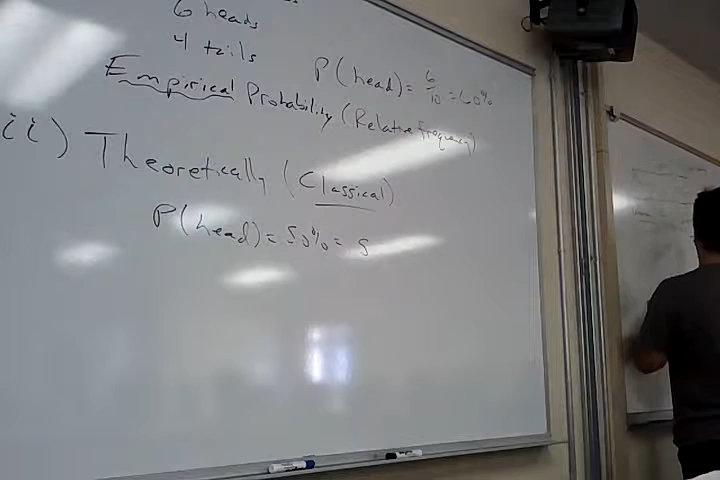 6 heads
4 tails
P(head) = 6/10 = 60%
Empirical Probability (Relative Frequency)
ii) Theoretically (Classical)
P(head) = 50% = 5